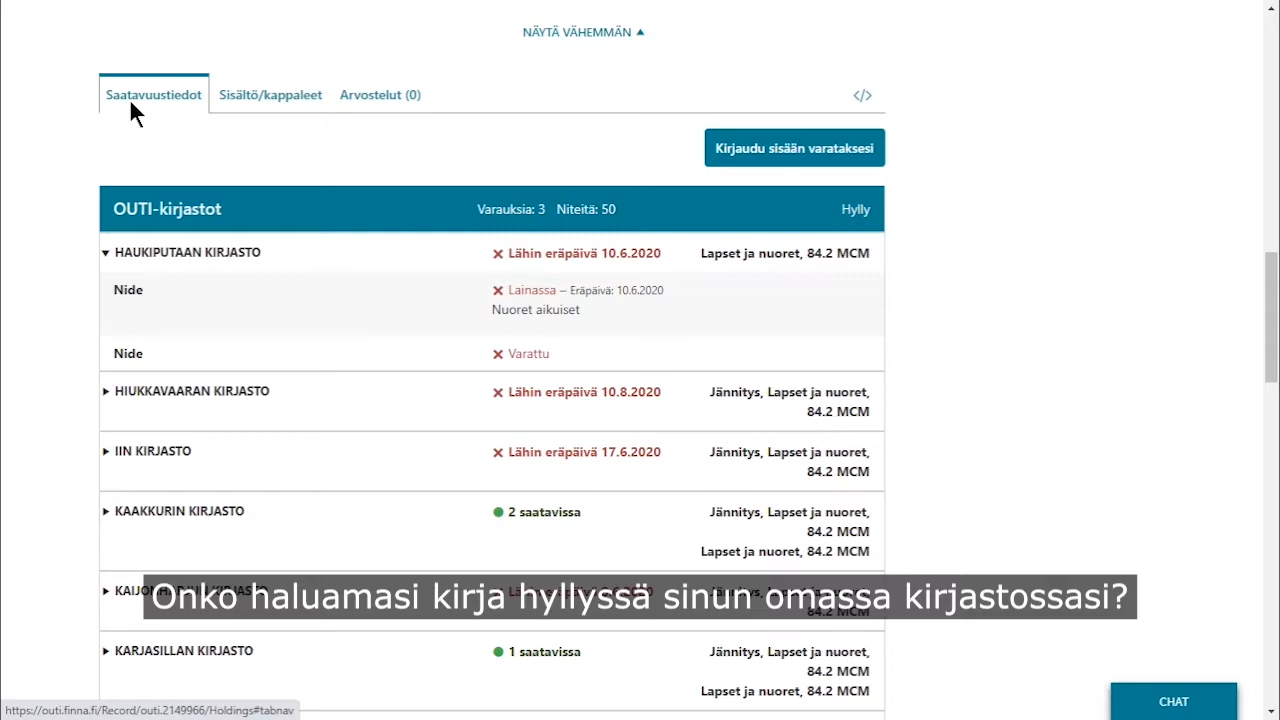 NÄYTÄ VÄHEMMÄN
Saatavuustiedot Sisältö/kappaleet Arvostelut (0) </>
Kirjaudu sisään varataksesi
OUTI-kirjastot Varauksia: 3 Niteitä: 50 Hylly
HAUKIPUTAAN KIRJASTO Lähin eräpäivä 10.6.2020 Lapset ja nuoret, 84.2 MCM
Nide Lainassa – Eräpäivä: 10.6.2020
Nuoret aikuiset
Nide Varattu
HIUKKAVAARAN KIRJASTO Lähin eräpäivä 10.8.2020 Jännitys, Lapset ja nuoret,
84.2 MCM
IIN KIRJASTO Lähin eräpäivä 17.6.2020 Jännitys, Lapset ja nuoret,
84.2 MCM
KAAKKURIN KIRJASTO 2 saatavissa Jännitys, Lapset ja nuoret,
84.2 MCM
Lapset ja nuoret, 84.2 MCM
Onko haluamasi kirja hyllyssä sinun omassa kirjastossasi?
84.2 MCM
KARJASILLAN KIRJASTO 1 saatavissa Jännitys, Lapset ja nuoret,
84.2 MCM
Lapset ja nuoret, 84.2 MCM
CHAT
https://outi.finna.fi/Record/outi.2149966/Holdings#tabnav